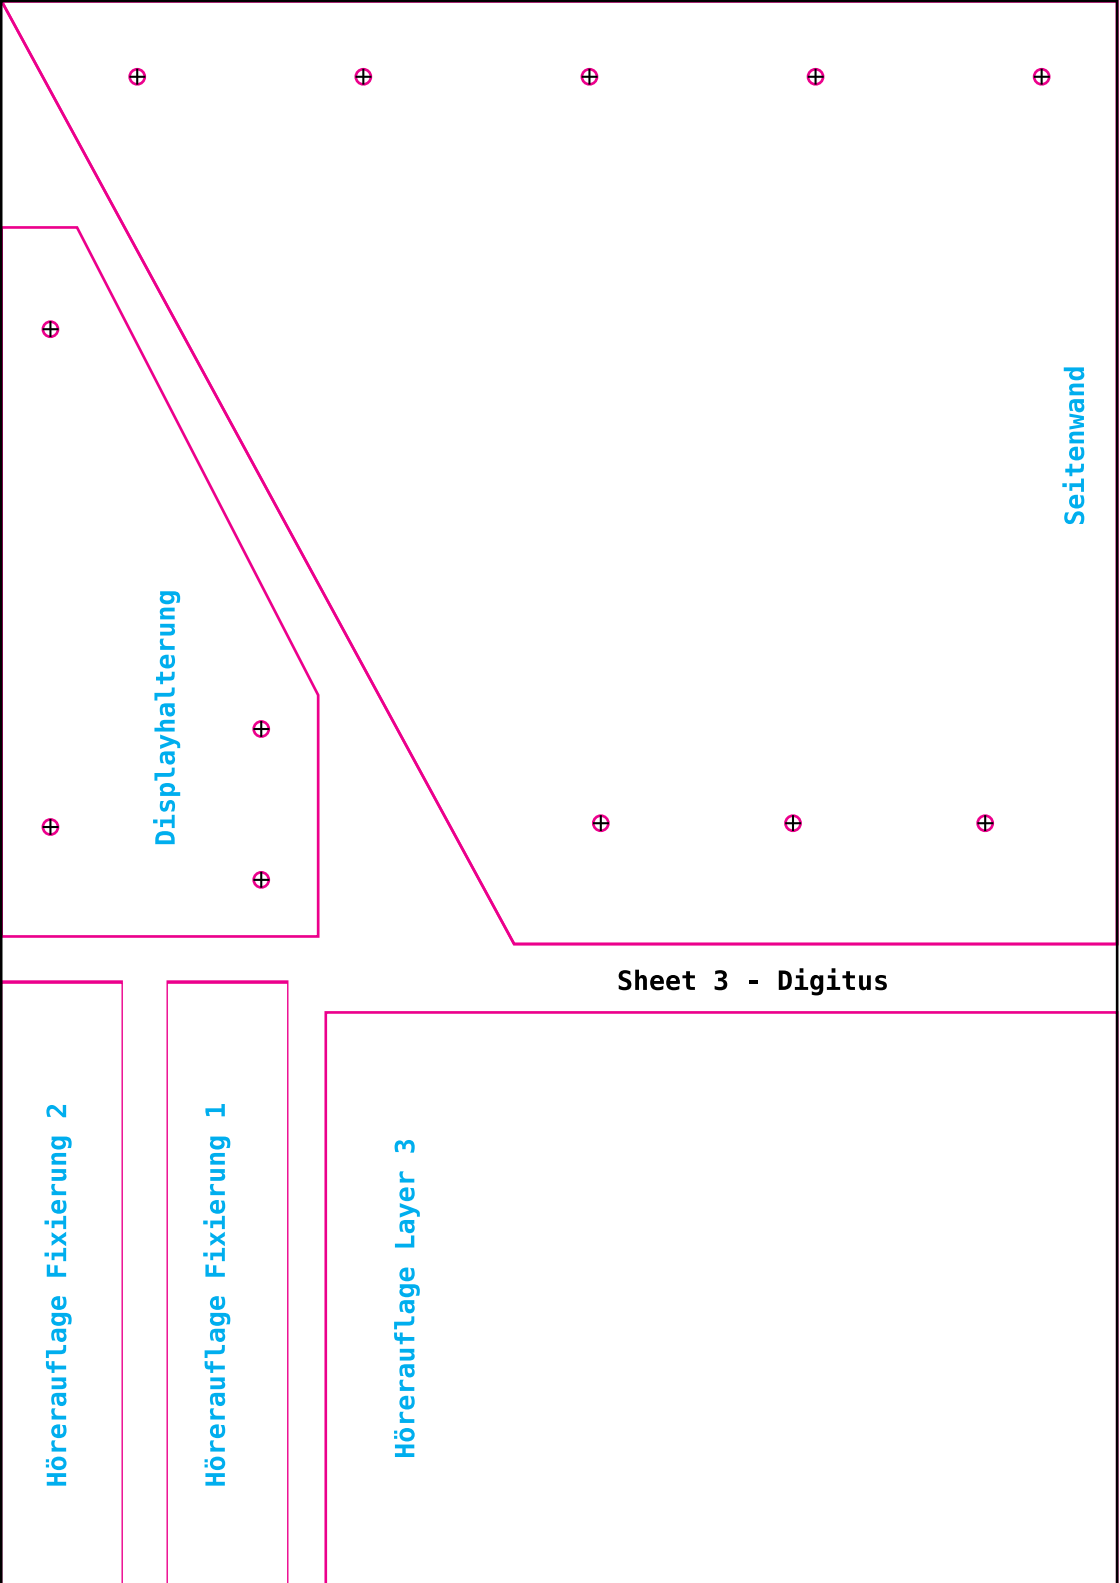 Seitenwand
Displayhalterung
Sheet 3 - Digitus
Hörerauflage Fixierung 2
Hörerauflage Fixierung 1
Hörerauflage Layer 3